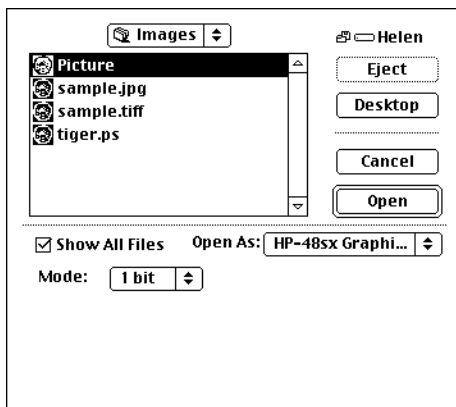 Images
Helen
Picture
sample.jpg
sample.tiff
tiger.ps
Eject
Desktop
Cancel
Open
Show All Files
Open As: HP-48sx Graphi...
Mode: 1 bit